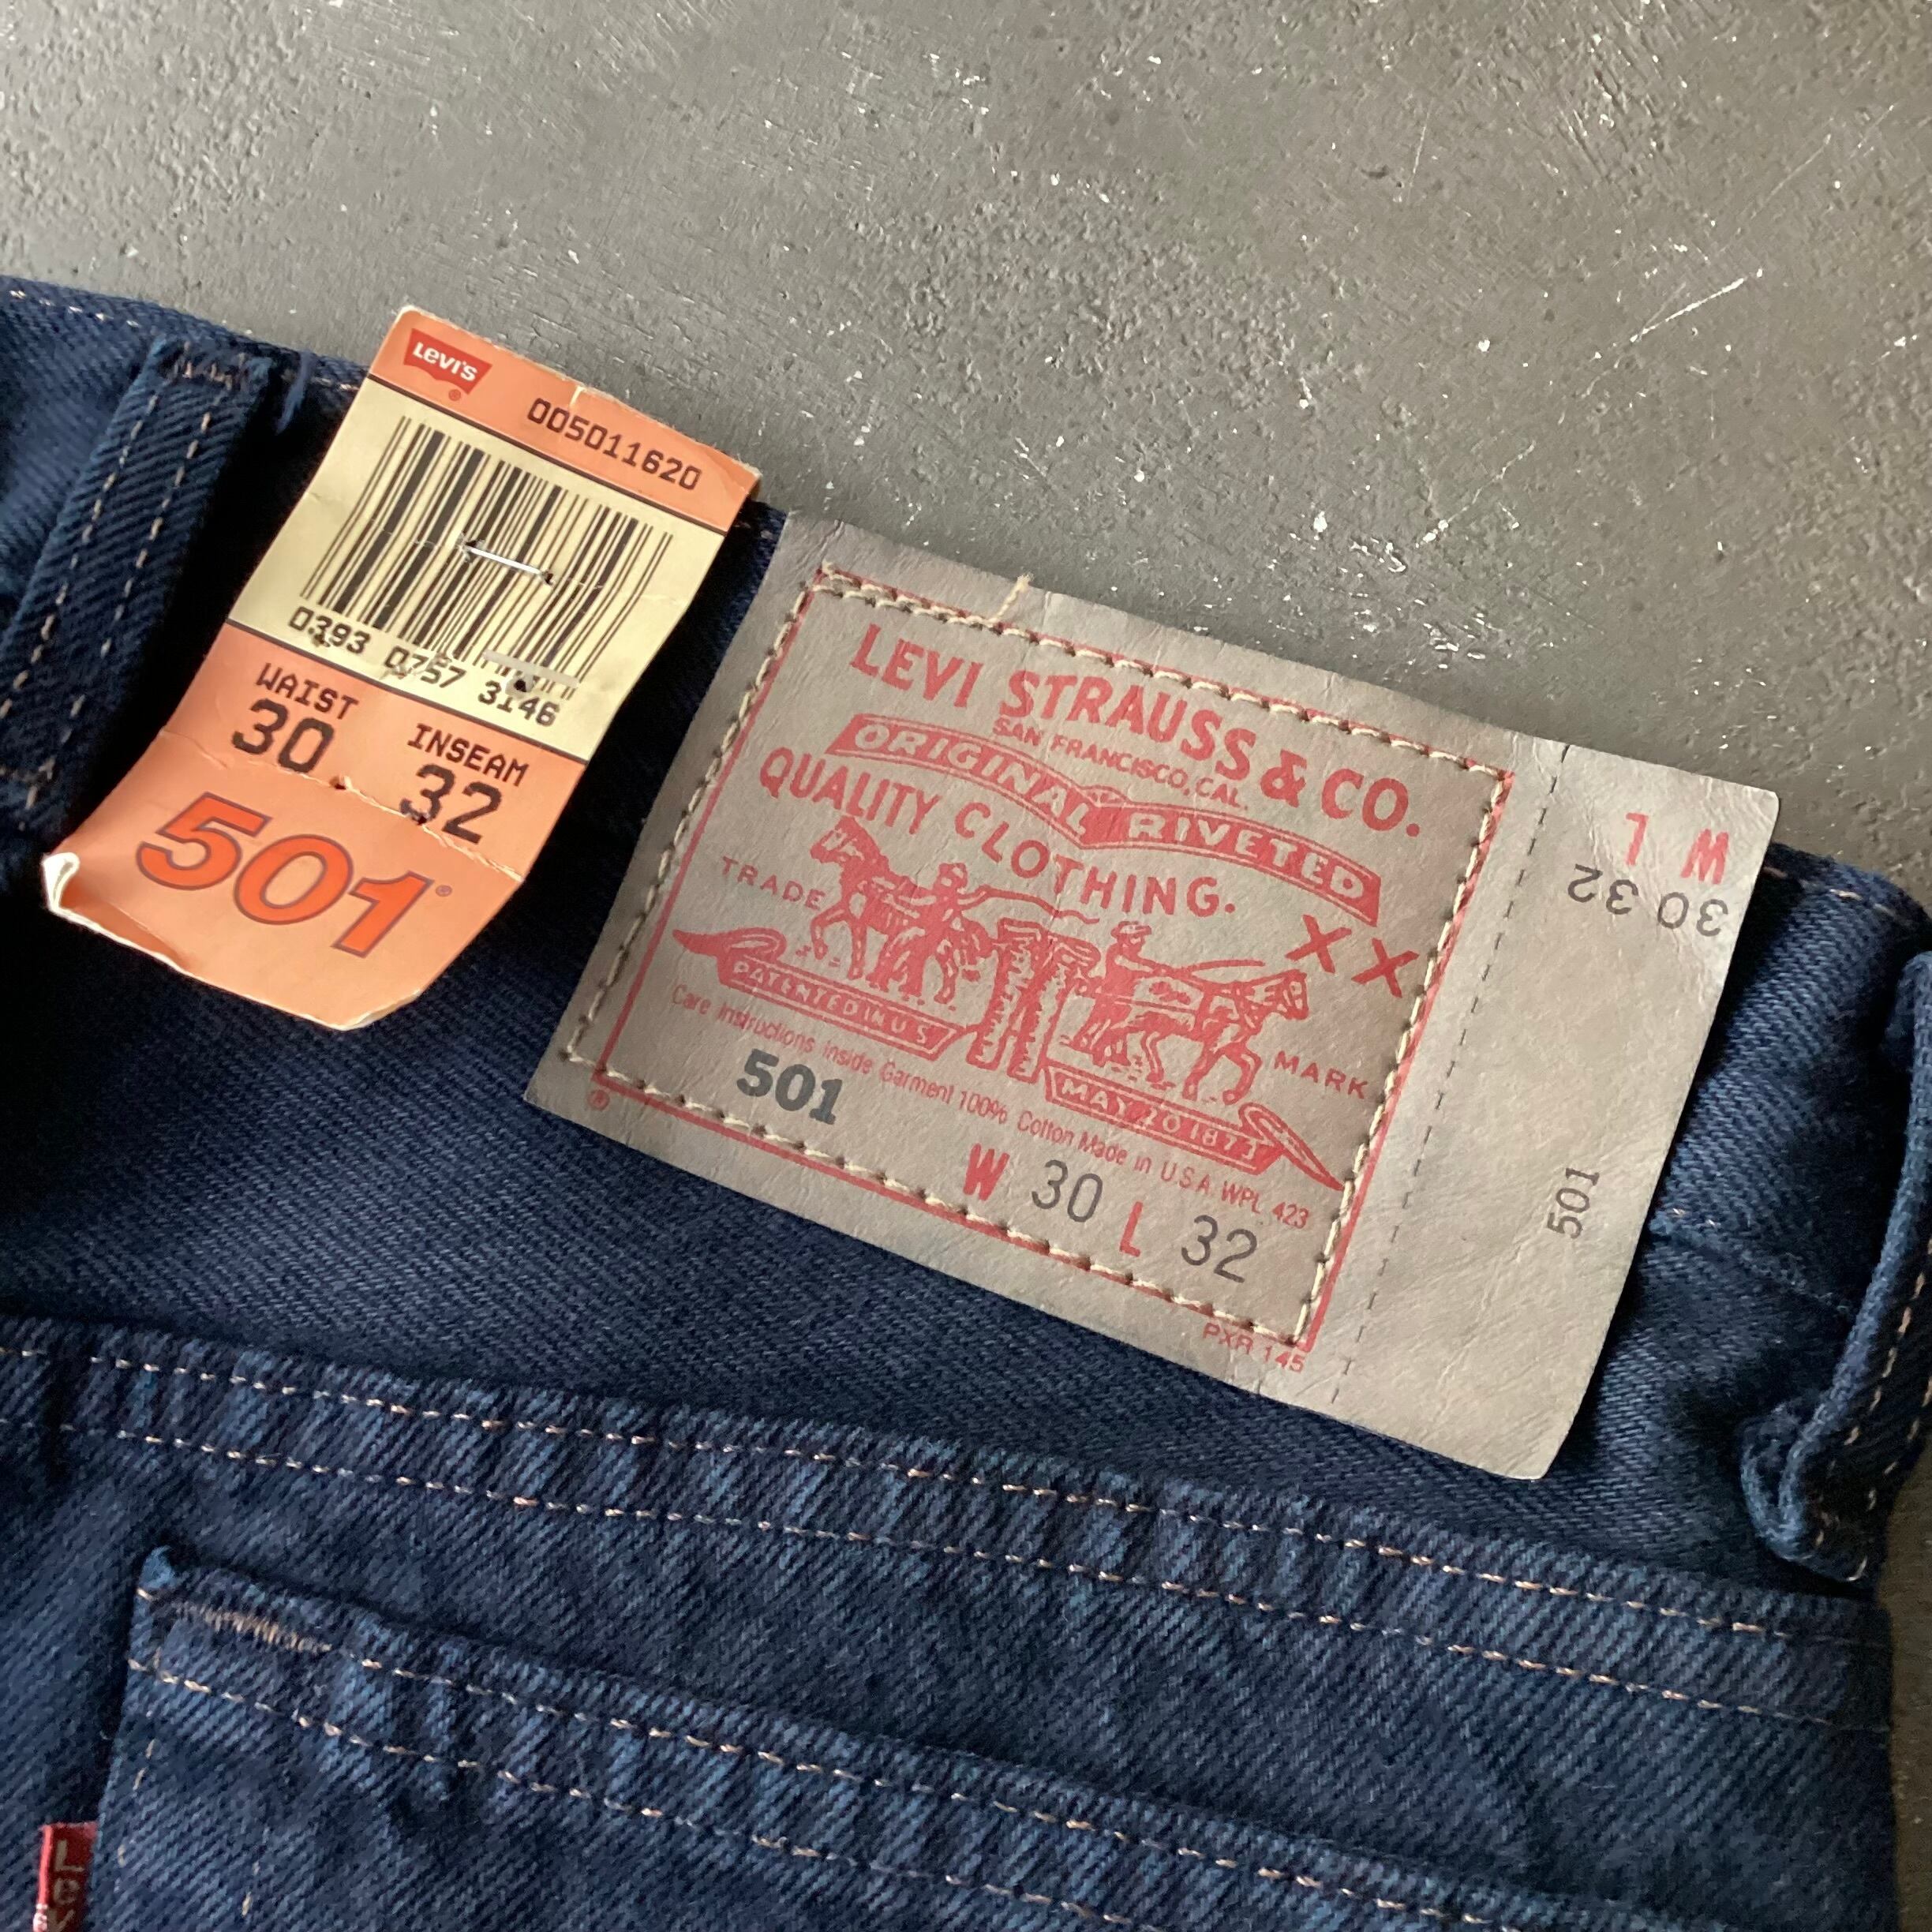 LEVI'S ®
005011620
0393 0757 3146
WAIST INSEAM
30 32
501®
LEVI STRAUSS & CO.
SAN FRANCISCO, CAL.
ORIGINAL RIVETED
QUALITY CLOTHING.
XX
TRADE MARK
PATENTED IN U S
MAY 20 1873
Care instructions inside Garment 100% Cotton Made in U.S.A. WPL 423
®
501
W 30 L 32
PXR 145
W L
30 32
501
Lev